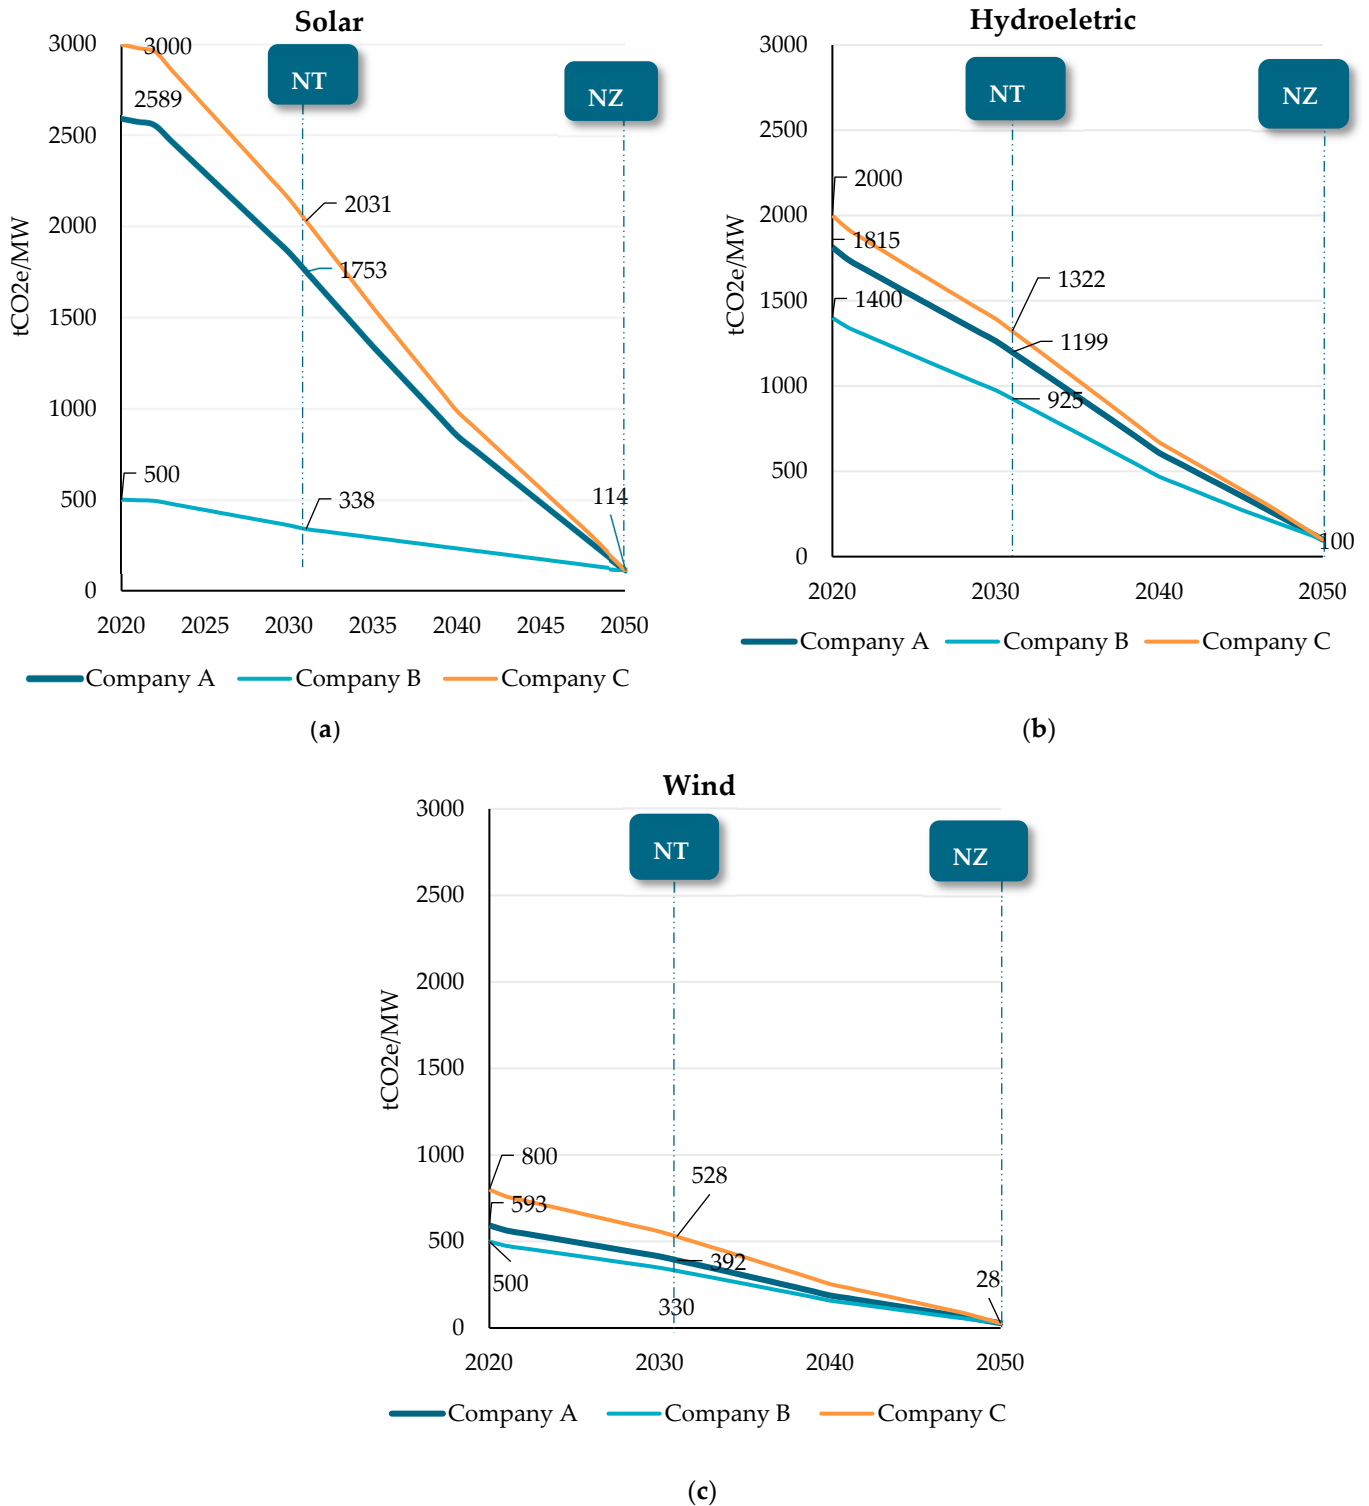 Solar
3000
2500
2000
1500
1000
500
0
tCO2e/MW
3000
2589
NT
NZ
2031
1753
500
338
114
2020 2025 2030 2035 2040 2045 2050
Company A Company B Company C
(a)
Hydroeletric
3000
2500
2000
1500
1000
500
0
tCO2e/MW
NT
NZ
2000
1815
1400
1322
1199
925
100
2020 2030 2040 2050
Company A Company B Company C
(b)
Wind
3000
2500
2000
1500
1000
500
0
tCO2e/MW
NT
NZ
800
593
500
528
392
330
28
2020 2030 2040 2050
Company A Company B Company C
(c)